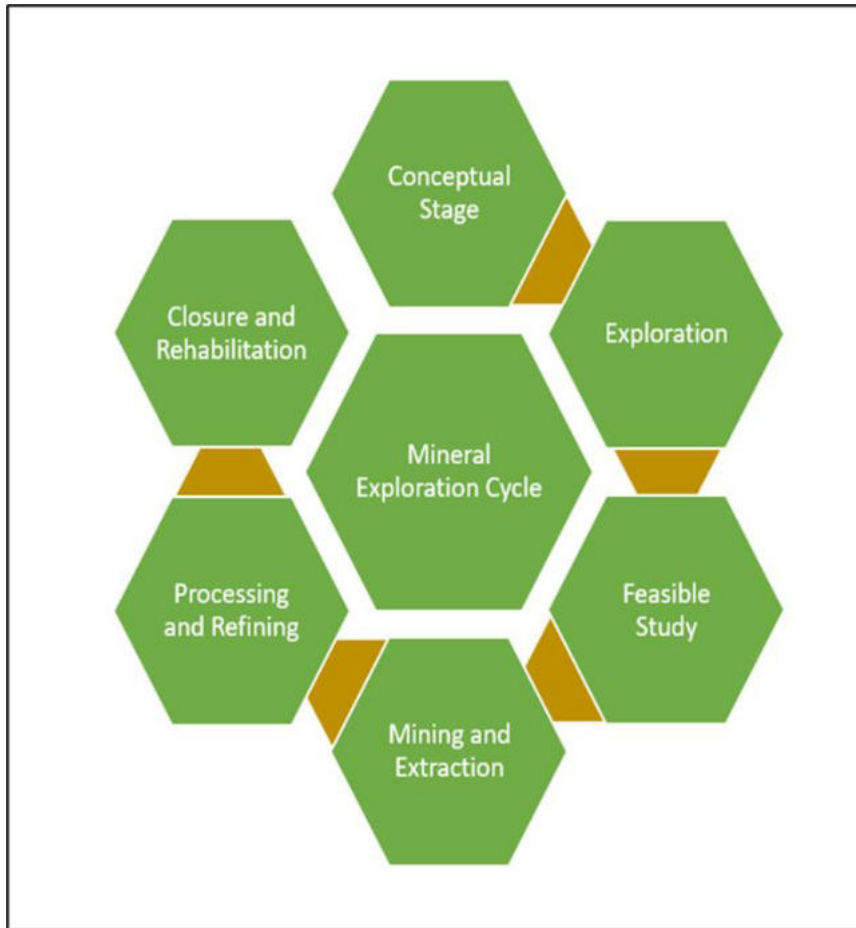 Conceptual
Stage
Exploration
Feasible
Study
Mining and
Extraction
Processing
and Refining
Closure and
Rehabilitation
Mineral
Exploration Cycle